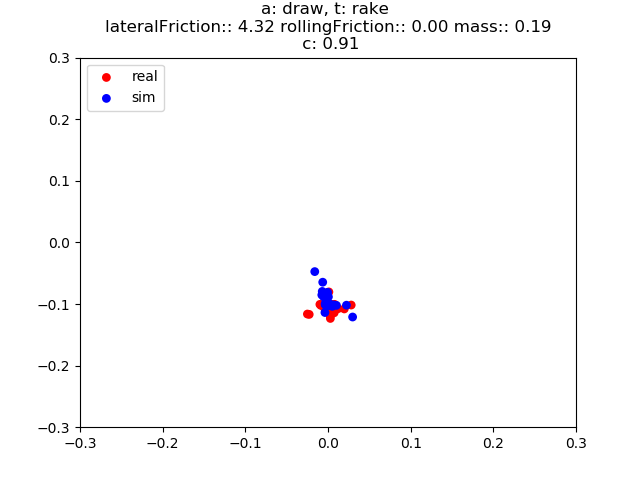 a: draw, t: rake
lateralFriction:: 4.32 rollingFriction:: 0.00 mass:: 0.19
c: 0.91
real
sim
0.3
0.2
0.1
0.0
−0.1
−0.2
−0.3
−0.3 −0.2 −0.1 0.0 0.1 0.2 0.3